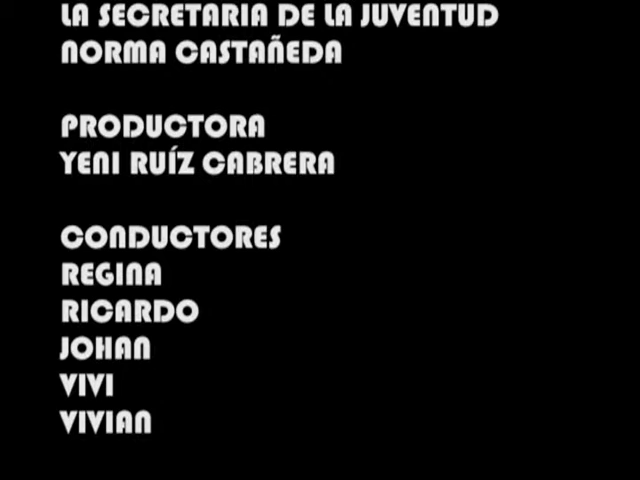 LA SECRETARIA DE LA JUVENTUD
NORMA CASTAÑEDA
PRODUCTORA
YENI RUÍZ CABRERA
CONDUCTORES
REGINA
RICARDO
JOHAN
VIVI
VIVIAN